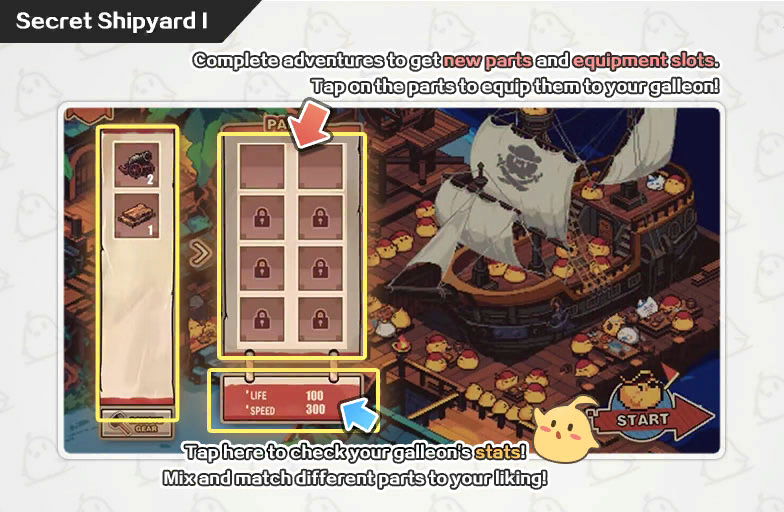 Secret Shipyard I
Complete adventures to get new parts and equipment slots.
Tap on the parts to equip them to your galleon!
2
1
LIFE 100
SPEED 300
GEAR
START
Tap here to check your galleon's stats!
Mix and match different parts to your liking!